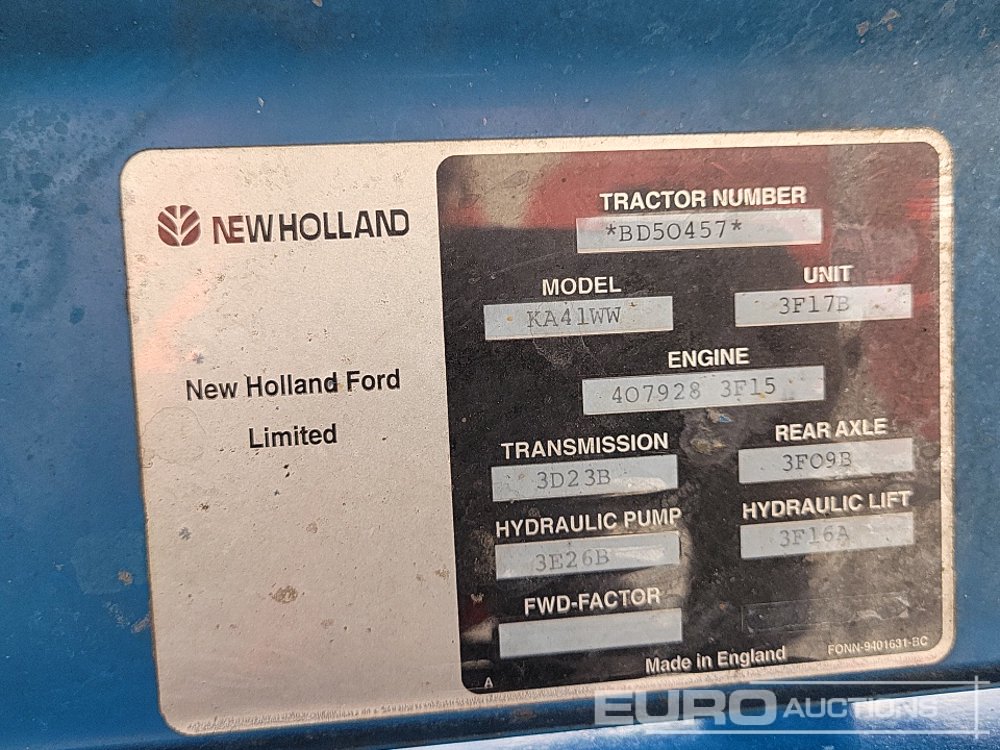 NEW HOLLAND
New Holland Ford
Limited
TRACTOR NUMBER
*BD50457*
MODEL UNIT
KA41WW 3F17B
ENGINE
407928 3F15
TRANSMISSION REAR AXLE
3D23B 3F09B
HYDRAULIC PUMP HYDRAULIC LIFT
3E26B 3F16A
FWD-FACTOR
A Made in England FONN-9401631-BC
EURO AUCTIONS